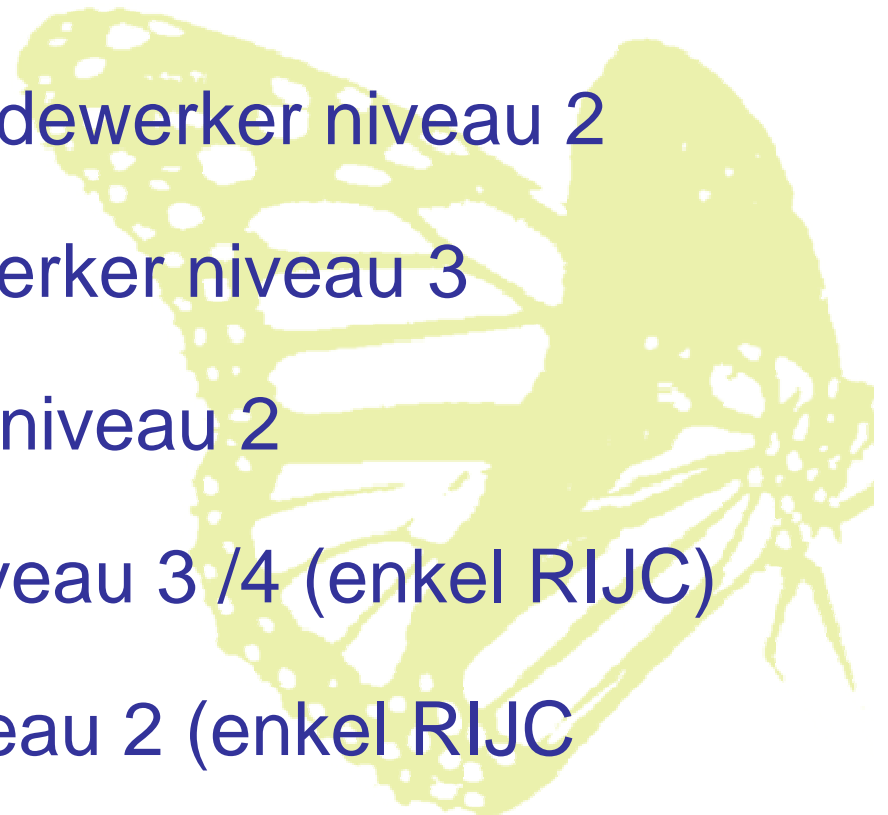 dewerker niveau 2
erker niveau 3
niveau 2
veau 3 /4 (enkel RIJC)
eau 2 (enkel RIJC